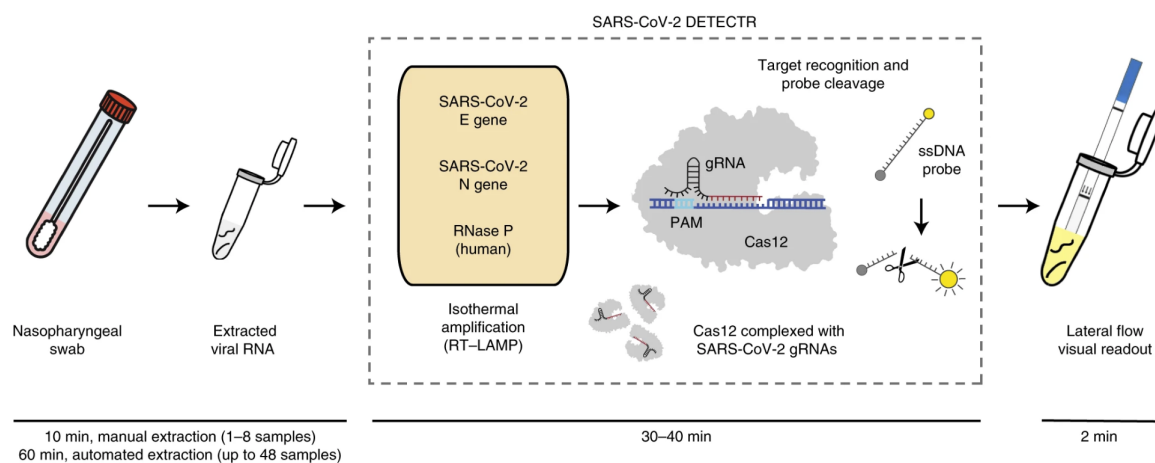 SARS-CoV-2 DETECTR
SARS-CoV-2
E gene
SARS-CoV-2
N gene
RNase P
(human)
Target recognition and
probe cleavage
gRNA
PAM
Cas12
ssDNA
probe
Nasopharyngeal
swab
Extracted
viral RNA
Isothermal
amplification
(RT–LAMP)
Cas12 complexed with
SARS-CoV-2 gRNAs
Lateral flow
visual readout
10 min, manual extraction (1–8 samples)
60 min, automated extraction (up to 48 samples)
30–40 min
2 min